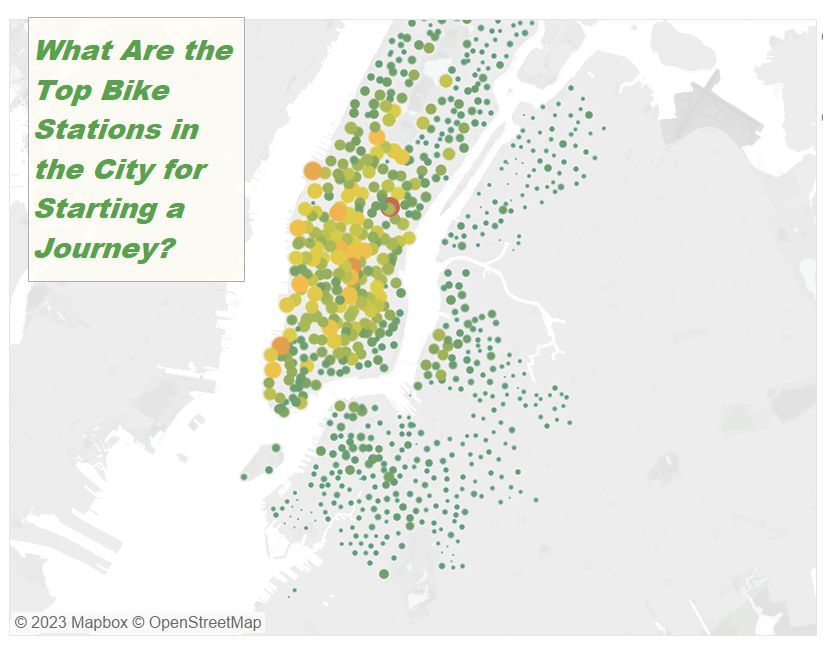 What Are the
Top Bike
Stations in
the City for
Starting a
Journey?
© 2023 Mapbox © OpenStreetMap